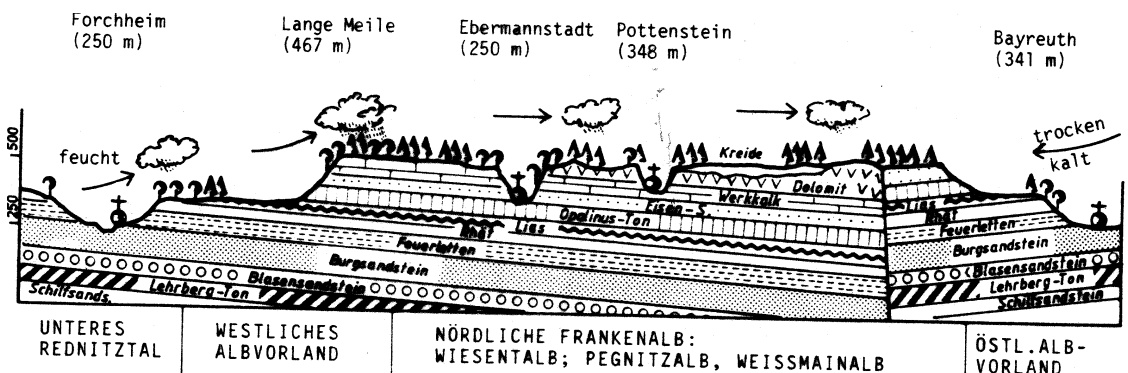 Forchheim
(250 m)
Lange Meile
(467 m)
Ebermannstadt
(250 m)
Pottenstein
(348 m)
Bayreuth
(341 m)
500
250
feucht
trocken
kalt
Kreide
Dolomit
Werkkalk
Eisen-S.
Opalinus-Ton
Lias
Rhät
Feuerletten
Burgsandstein
Blasensandstein
Lehrberg-Ton
Schilfsands.
Lias
Rhät
Feuerletten
Burgsandstein
Blasensandstein
Lehrberg-Ton
Schilfsandstein
UNTERES
REDNITZTAL
WESTLICHES
ALBVORLAND
NÖRDLICHE FRANKENALB:
WIESENTALB; PEGNITZALB, WEISSMAINALB
ÖSTL.ALB-
VORLAND